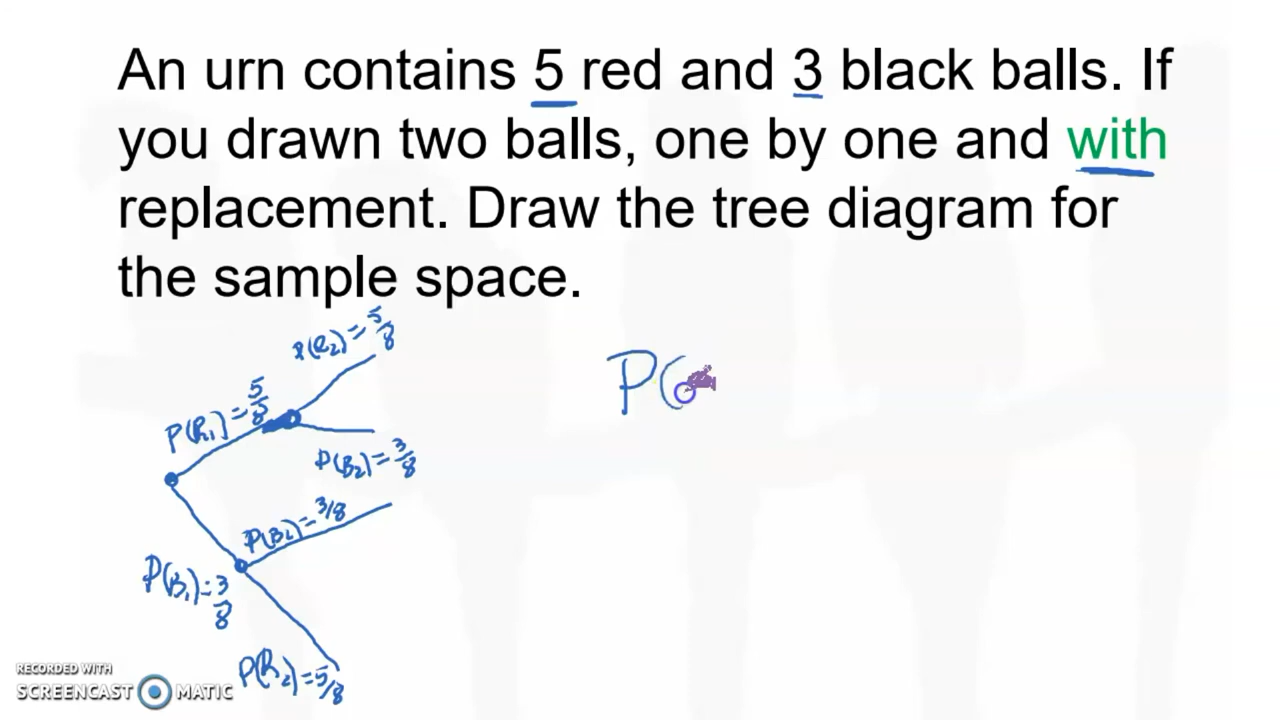 An urn contains 5 red and 3 black balls. If
you drawn two balls, one by one and with
replacement. Draw the tree diagram for
the sample space.
P(R₂)=5/8
P(R₁)=5/8
P(
P(B₂)=3/8
P(B₂)=3/8
P(B₁)=3/8
P(R₂)=5/8
RECORDED WITH
SCREENCAST MATIC